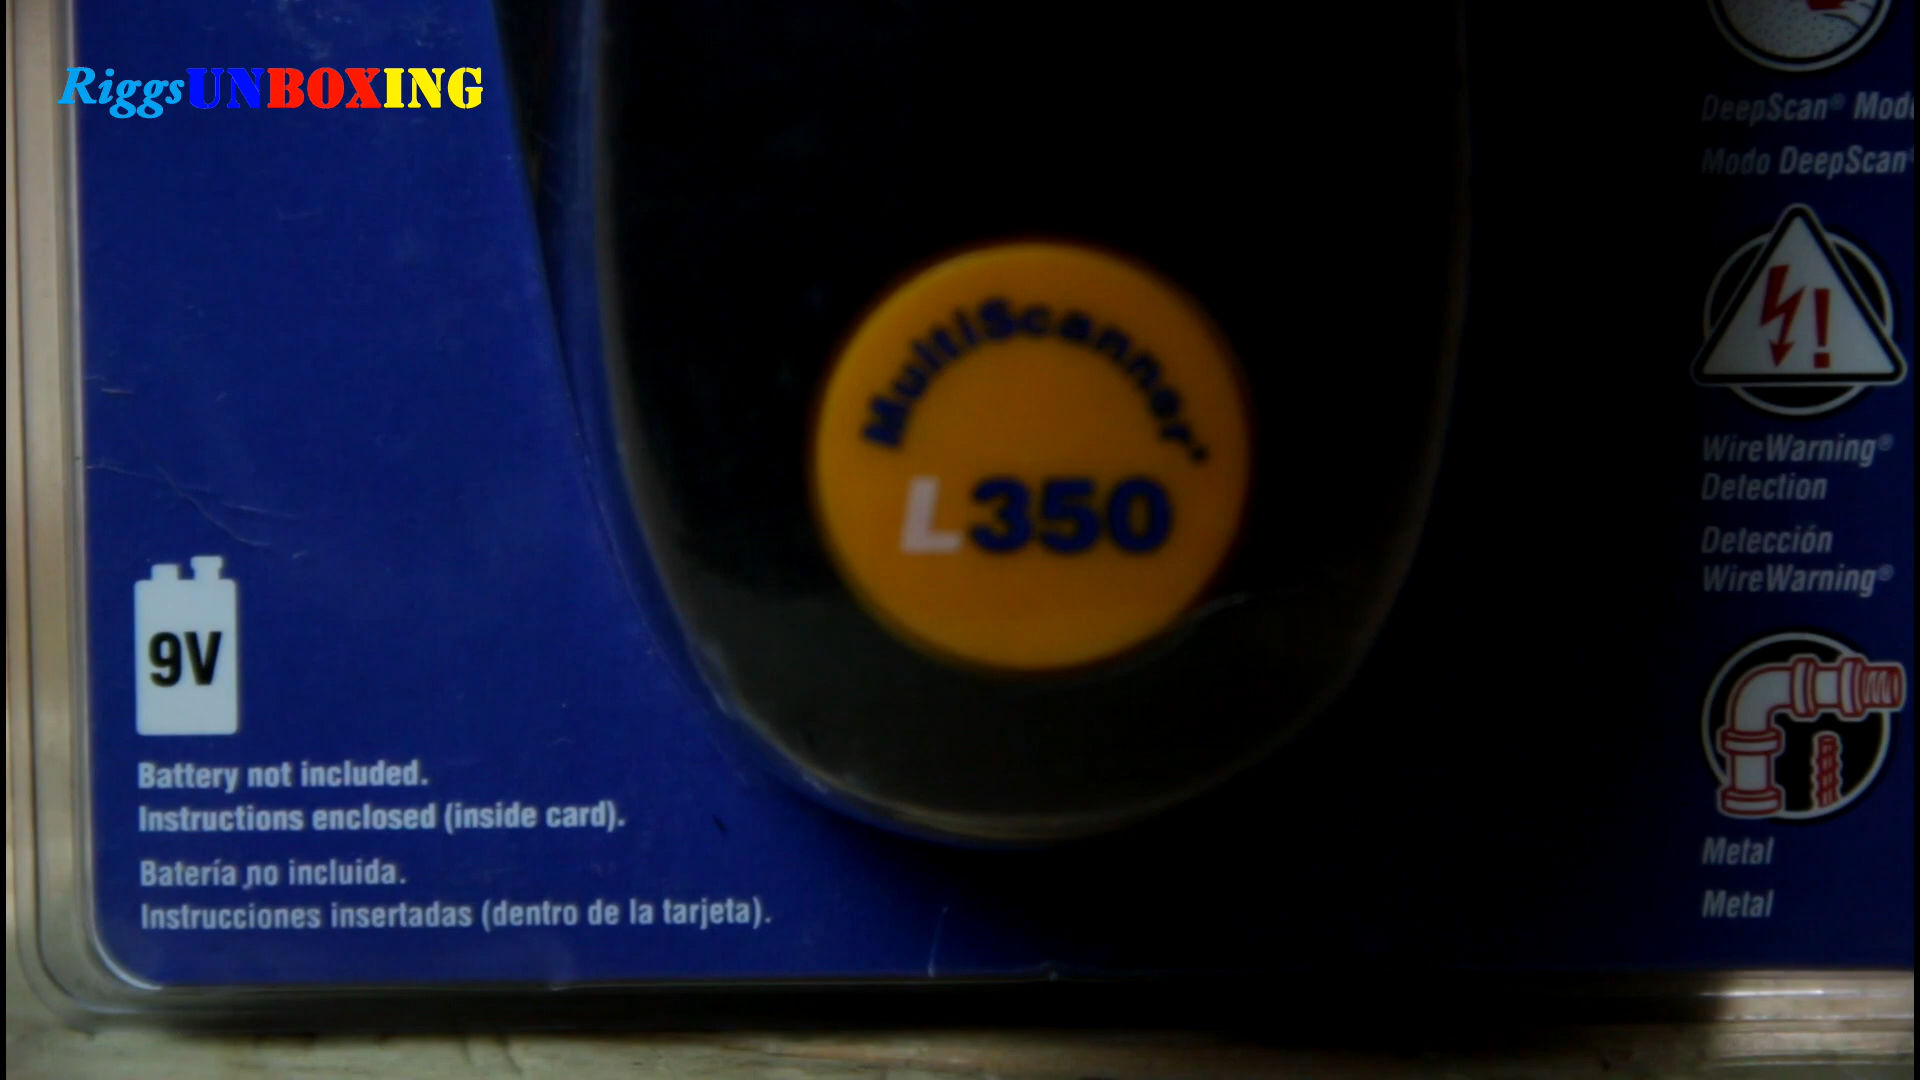 RiggsUNBOXING
MultiScanner®
L350
9V
Battery not included.
Instructions enclosed (inside card).
Batería no incluida.
Instrucciones insertadas (dentro de la tarjeta).
DeepScan®
Modo DeepScan®
WireWarning®
Detection
Detección
WireWarning®
Metal
Metal